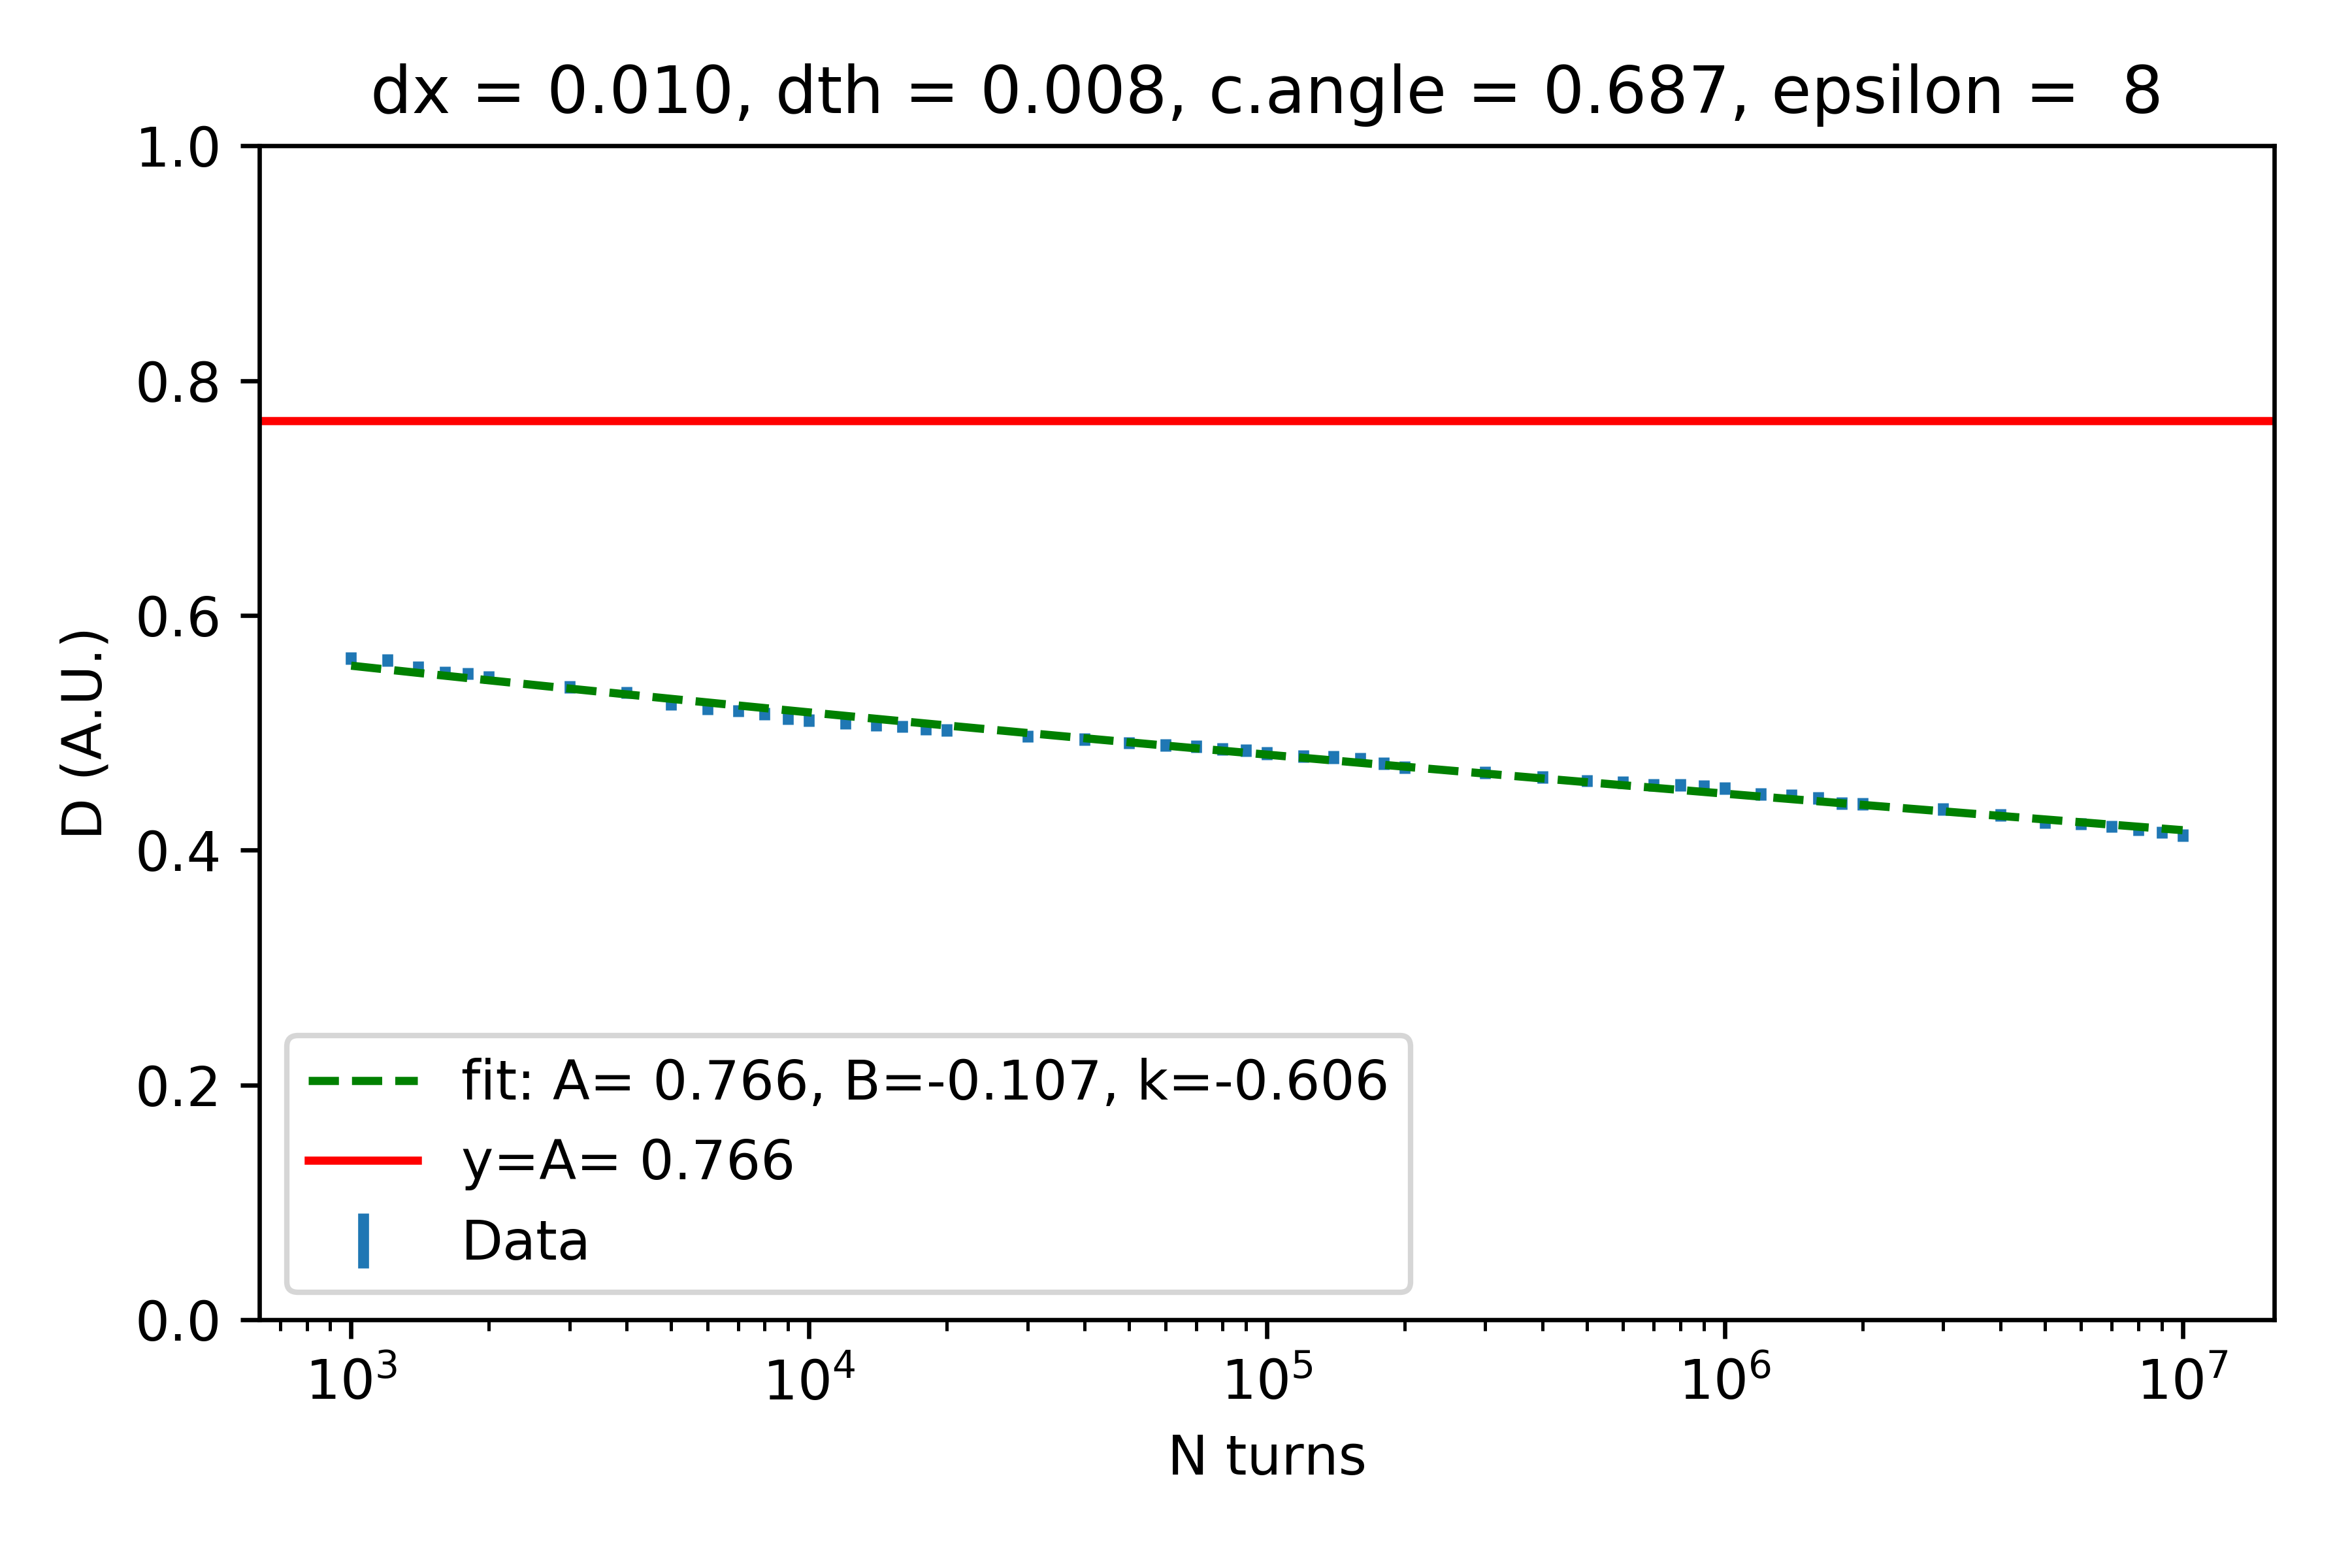 dx = 0.010, dth = 0.008, c.angle = 0.687, epsilon =  8
1.0
0.8
0.6
0.4
0.2
0.0
D (A.U.)
fit: A= 0.766, B=-0.107, k=-0.606
y=A= 0.766
Data
10³ 10⁴ 10⁵ 10⁶ 10⁷
N turns